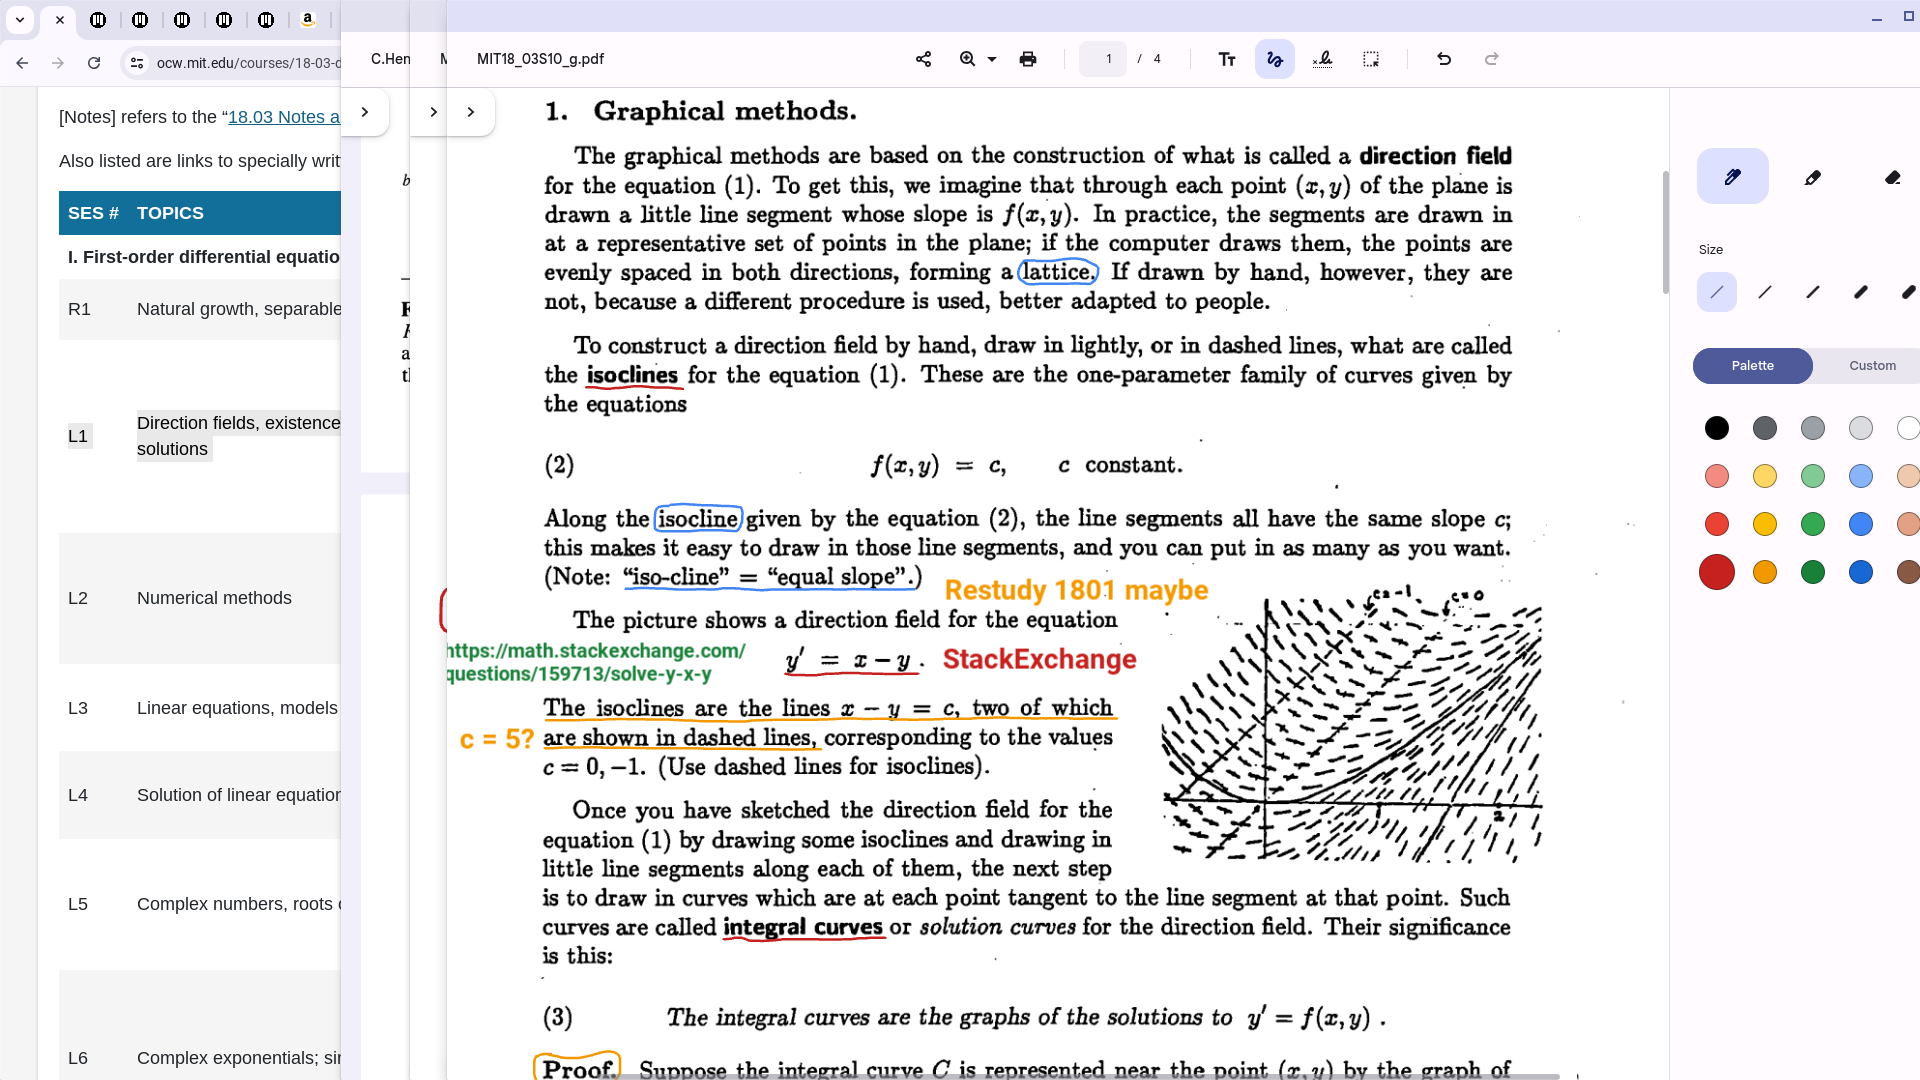 ocw.mit.edu/courses/18-03-d
[Notes] refers to the “18.03 Notes a
Also listed are links to specially writ
SES # TOPICS
I. First-order differential equatio
R1 Natural growth, separable
L1 Direction fields, existence
solutions
L2 Numerical methods
L3 Linear equations, models
L4 Solution of linear equation
L5 Complex numbers, roots o
L6 Complex exponentials; sin
C.Hen
M
MIT18_03S10_g.pdf
1 / 4
1. Graphical methods.
The graphical methods are based on the construction of what is called a direction field
for the equation (1). To get this, we imagine that through each point (x, y) of the plane is
drawn a little line segment whose slope is f(x, y). In practice, the segments are drawn in
at a representative set of points in the plane; if the computer draws them, the points are
evenly spaced in both directions, forming a lattice. If drawn by hand, however, they are
not, because a different procedure is used, better adapted to people.
To construct a direction field by hand, draw in lightly, or in dashed lines, what are called
the isoclines for the equation (1). These are the one-parameter family of curves given by
the equations
(2) f(x, y) = c, c constant.
Along the isocline given by the equation (2), the line segments all have the same slope c;
this makes it easy to draw in those line segments, and you can put in as many as you want.
(Note: “iso-cline” = “equal slope”.)
Restudy 1801 maybe
The picture shows a direction field for the equation
https://math.stackexchange.com/
questions/159713/solve-y-x-y
y′ = x − y .
StackExchange
The isoclines are the lines x − y = c, two of which
c = 5?
are shown in dashed lines, corresponding to the values
c = 0, −1. (Use dashed lines for isoclines).
c=-1
c=0
2
Once you have sketched the direction field for the
equation (1) by drawing some isoclines and drawing in
little line segments along each of them, the next step
is to draw in curves which are at each point tangent to the line segment at that point. Such
curves are called integral curves or solution curves for the direction field. Their significance
is this:
(3) The integral curves are the graphs of the solutions to y′ = f(x, y) .
Proof. Suppose the integral curve C is represented near the point (x, y) by the graph of
Size
Palette
Custom